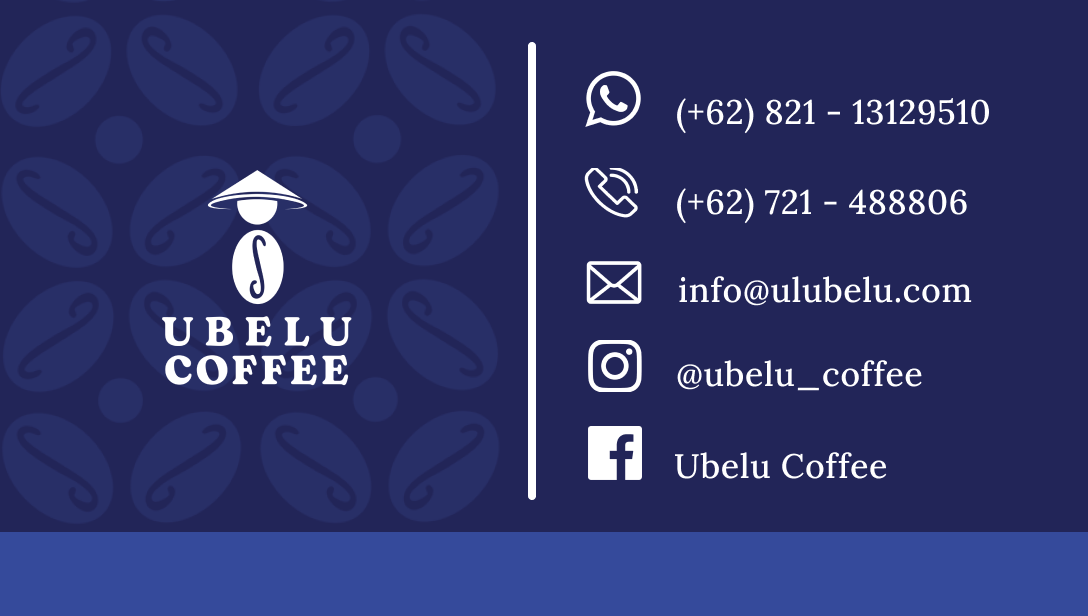 UBELU
COFFEE
(+62) 821 - 13129510
(+62) 721 - 488806
info@ulubelu.com
@ubelu_coffee
Ubelu Coffee